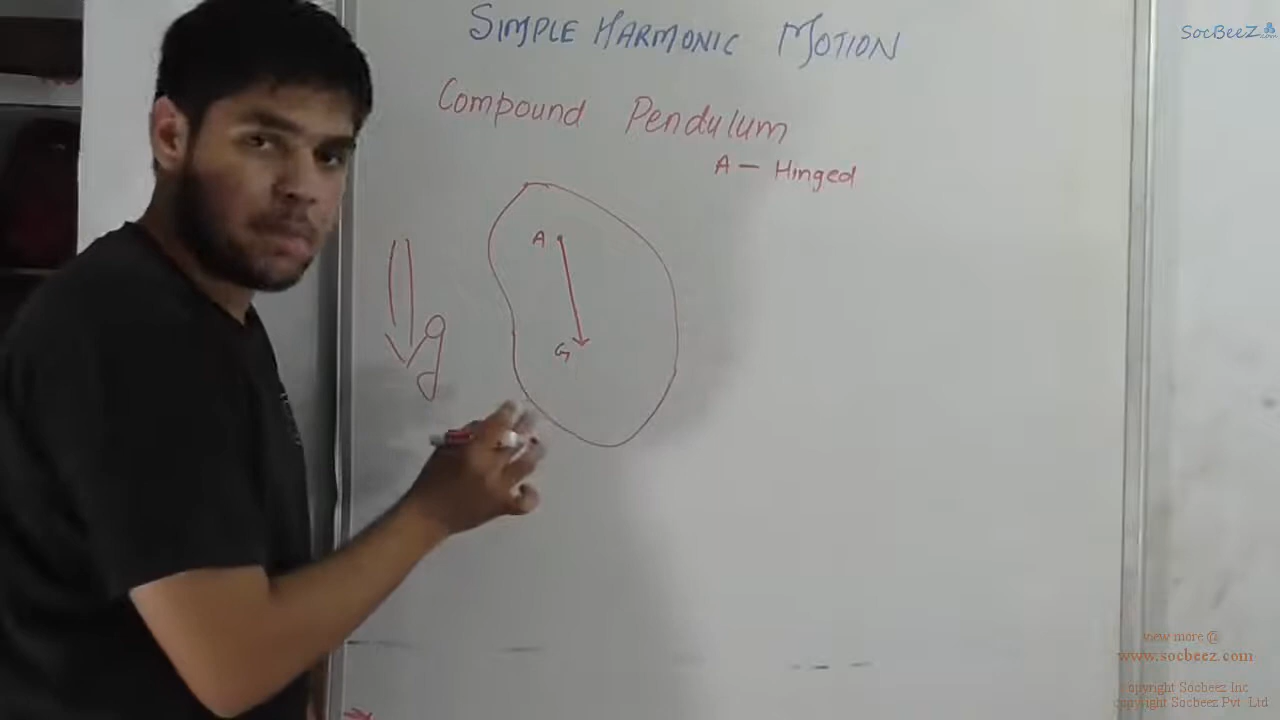 SIMPLE HARMONIC MOTION
SocBeeZ.com
Compound Pendulum
A — Hinged
A
g
G
view more @
www.socbeez.com
copyright Socbeez Inc
copyright Socbeez Pvt Ltd